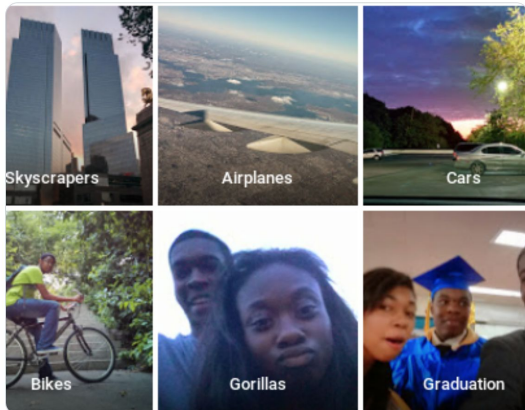 Skyscrapers
Airplanes
Cars
Bikes
Gorillas
Graduation